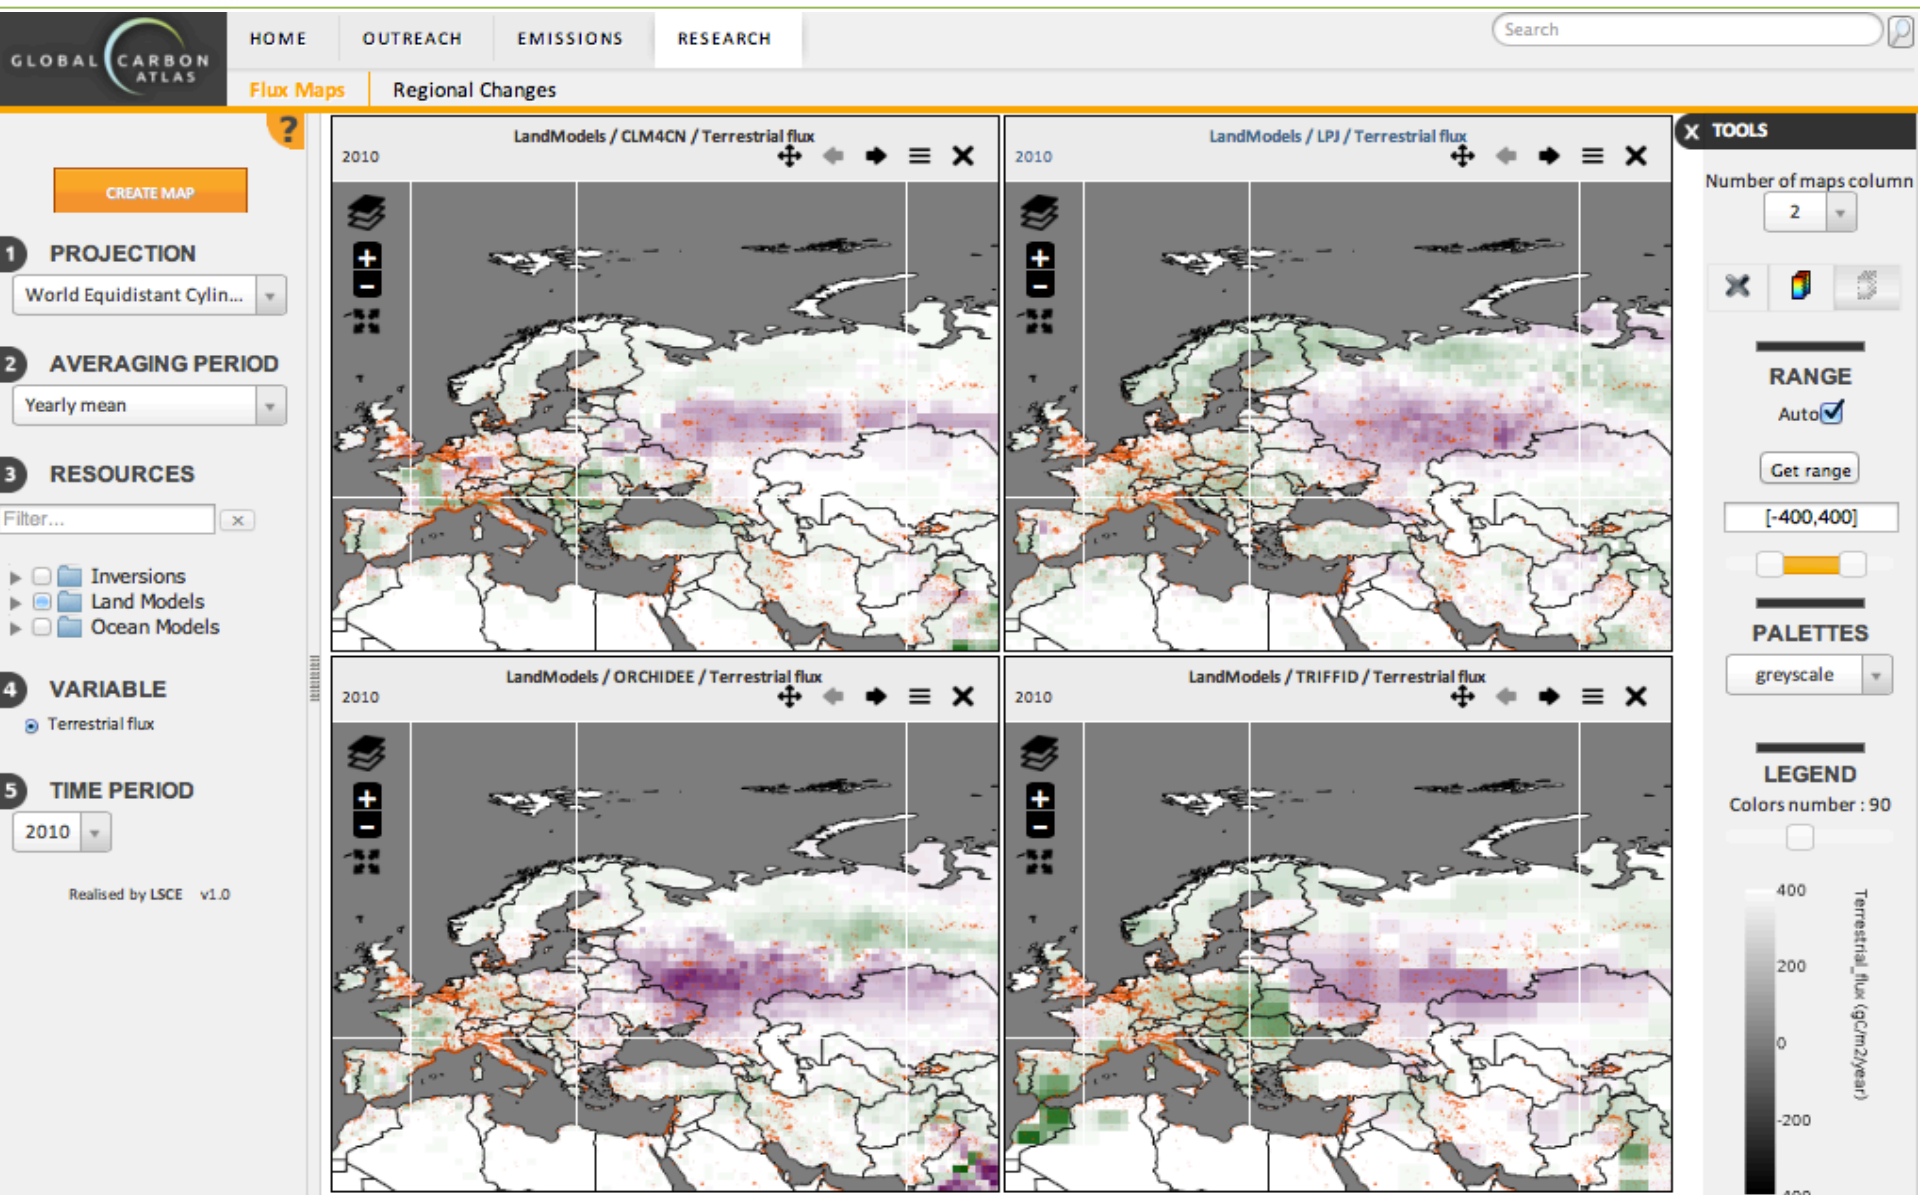 GLOBAL CARBON ATLAS
HOME
OUTREACH
EMISSIONS
RESEARCH
Search
Flux Maps
Regional Changes
?
CREATE MAP
1 PROJECTION
World Equidistant Cylin...
2 AVERAGING PERIOD
Yearly mean
3 RESOURCES
Filter...
Inversions
Land Models
Ocean Models
4 VARIABLE
Terrestrial flux
5 TIME PERIOD
2010
Realised by LSCE v1.0
LandModels / CLM4CN / Terrestrial flux
2010
LandModels / LPJ / Terrestrial flux
2010
LandModels / ORCHIDEE / Terrestrial flux
2010
LandModels / TRIFFID / Terrestrial flux
2010
X TOOLS
Number of maps column
2
RANGE
Auto
Get range
[-400,400]
PALETTES
greyscale
LEGEND
Colors number : 90
400
200
0
-200
-400
Terrestrial_flux (gC/m2/year)